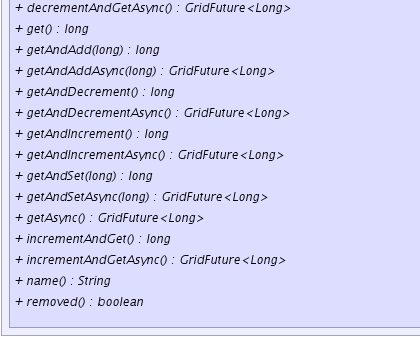 + decrementAndGetAsync() : GridFuture<Long>
+ get() : long
+ getAndAdd(long) : long
+ getAndAddAsync(long) : GridFuture<Long>
+ getAndDecrement() : long
+ getAndDecrementAsync() : GridFuture<Long>
+ getAndIncrement() : long
+ getAndIncrementAsync() : GridFuture<Long>
+ getAndSet(long) : long
+ getAndSetAsync(long) : GridFuture<Long>
+ getAsync() : GridFuture<Long>
+ incrementAndGet() : long
+ incrementAndGetAsync() : GridFuture<Long>
+ name() : String
+ removed() : boolean